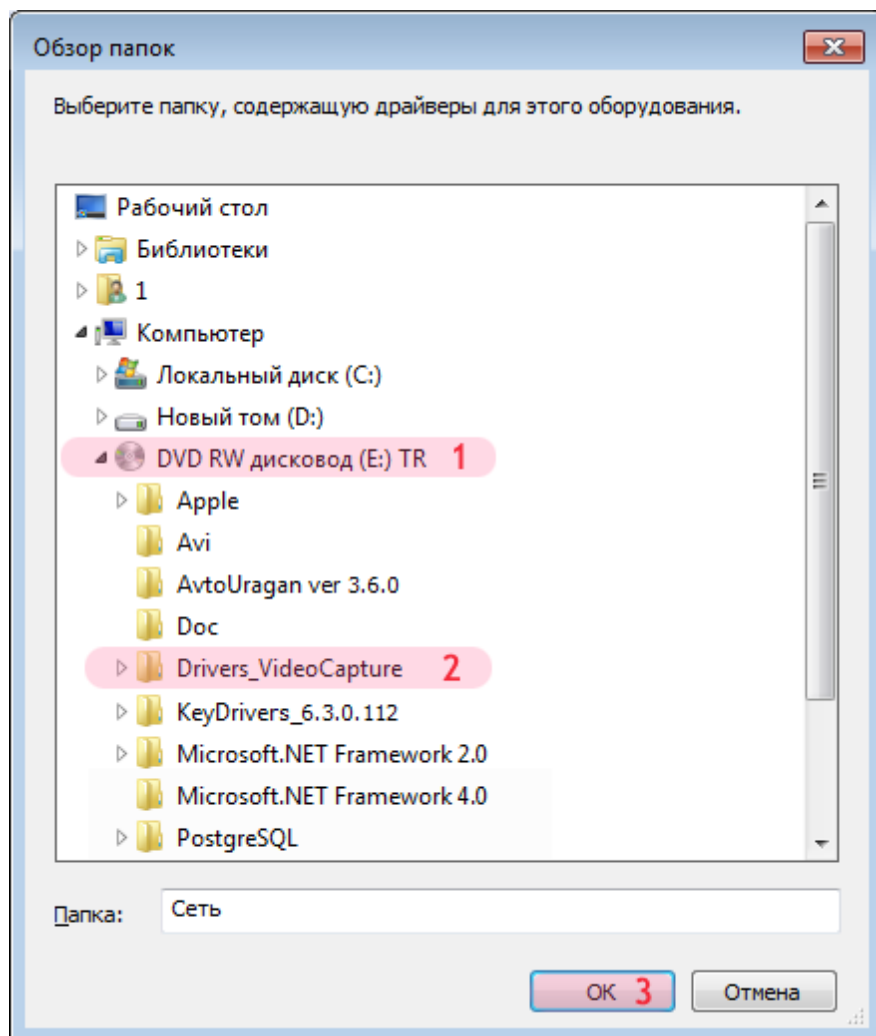 Обзор папок
Выберите папку, содержащую драйверы для этого оборудования.
Рабочий стол
Библиотеки
1
Компьютер
Локальный диск (C:)
Новый том (D:)
DVD RW дисковод (E:) TR 1
Apple
Avi
AvtoUragan ver 3.6.0
Doc
Drivers_VideoCapture 2
KeyDrivers_6.3.0.112
Microsoft.NET Framework 2.0
Microsoft.NET Framework 4.0
PostgreSQL
Папка: Сеть
ОК 3 Отмена